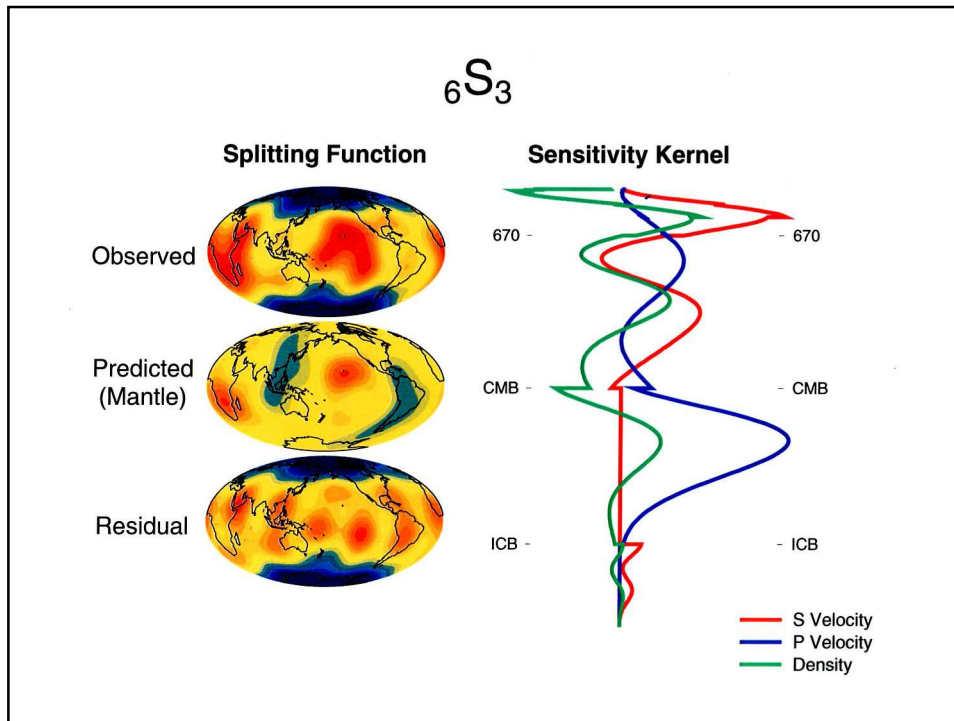 ₆S₃
Splitting Function
Sensitivity Kernel
Observed
Predicted
(Mantle)
Residual
670
670
CMB
CMB
ICB
ICB
S Velocity
P Velocity
Density